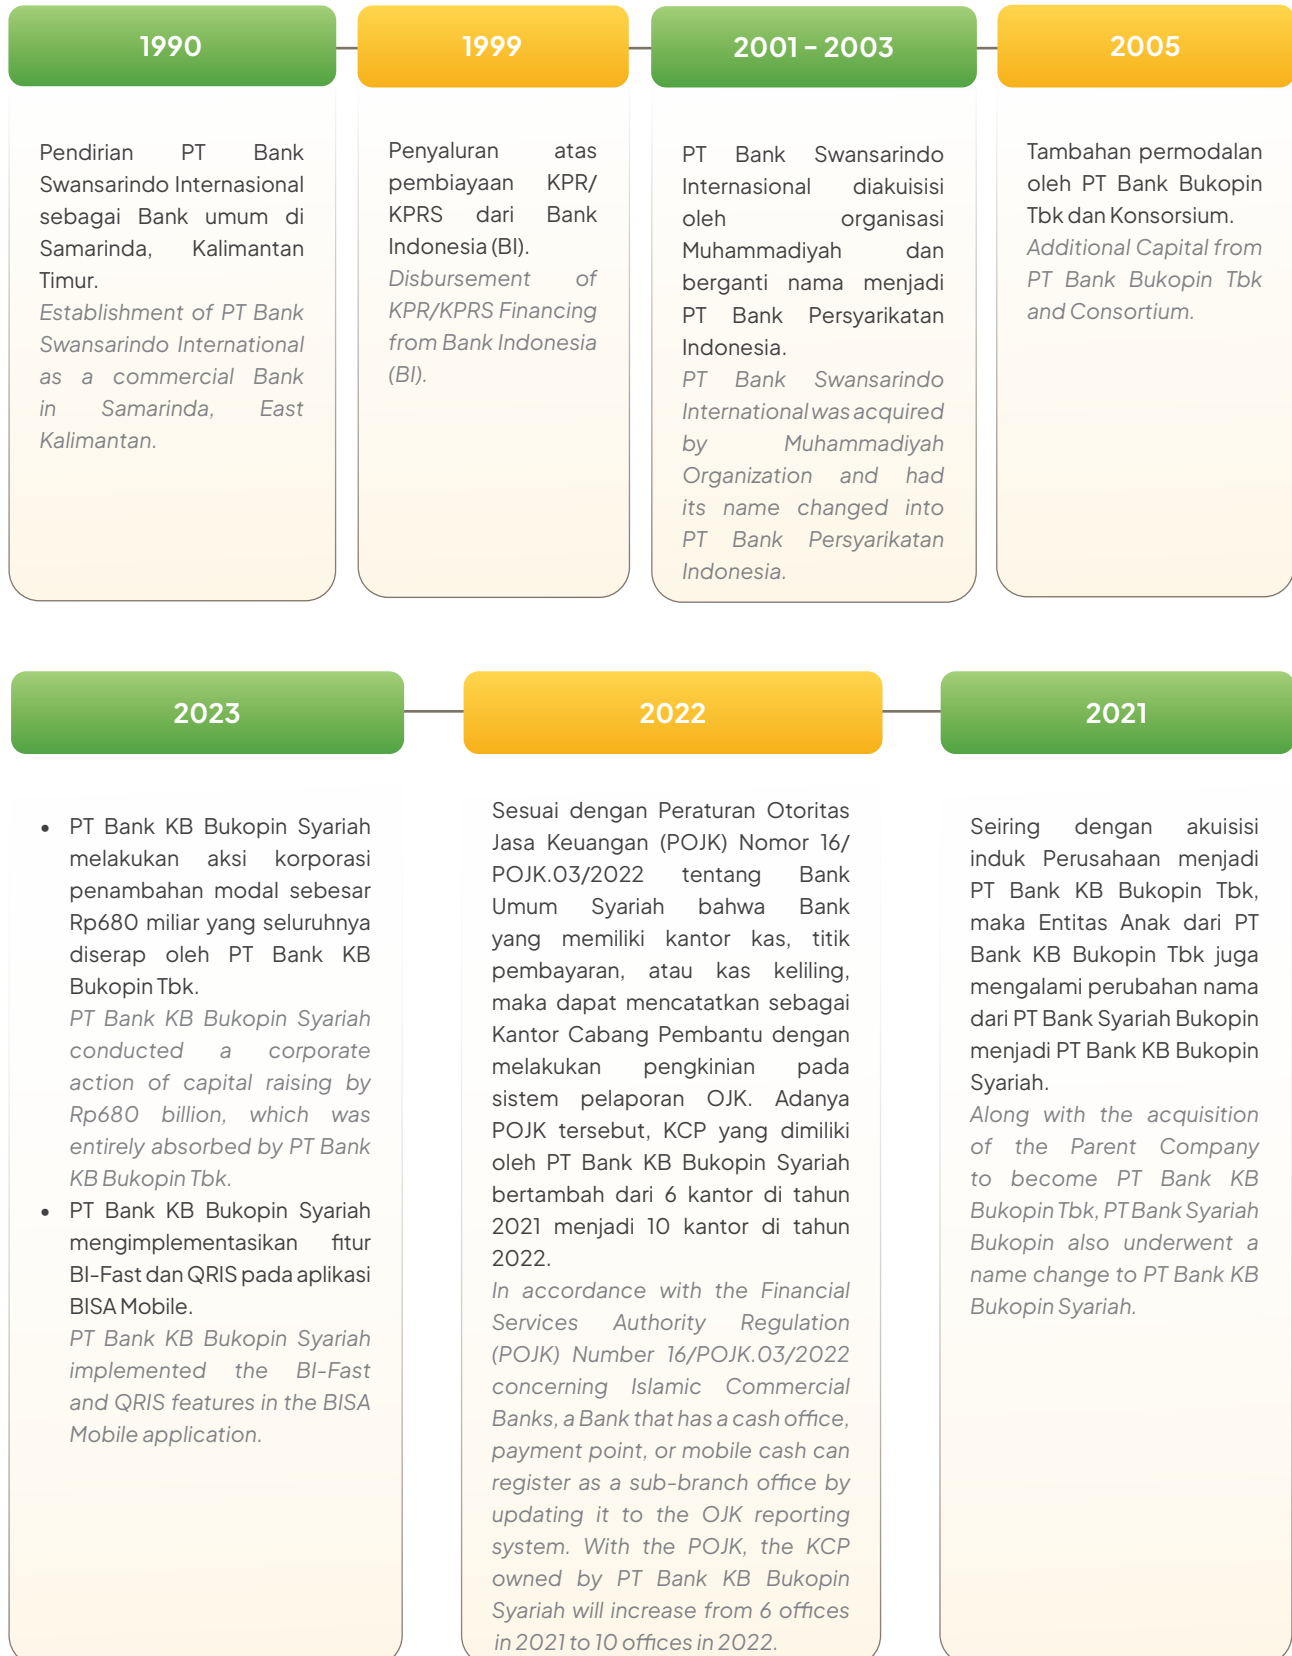 1990
Pendirian PT Bank
Swansarindo Internasional
sebagai Bank umum di
Samarinda, Kalimantan
Timur.
Establishment of PT Bank
Swansarindo International
as a commercial Bank
in Samarinda, East
Kalimantan.
1999
Penyaluran atas
pembiayaan KPR/
KPRS dari Bank
Indonesia (BI).
Disbursement of
KPR/KPRS Financing
from Bank Indonesia
(BI).
2001 – 2003
PT Bank Swansarindo
Internasional diakuisisi
oleh organisasi
Muhammadiyah dan
berganti nama menjadi
PT Bank Persyarikatan
Indonesia.
PT Bank Swansarindo
International was acquired
by Muhammadiyah
Organization and had
its name changed into
PT Bank Persyarikatan
Indonesia.
2005
Tambahan permodalan
oleh PT Bank Bukopin
Tbk dan Konsorsium.
Additional Capital from
PT Bank Bukopin Tbk
and Consortium.
2023
• PT Bank KB Bukopin Syariah
melakukan aksi korporasi
penambahan modal sebesar
Rp680 miliar yang seluruhnya
diserap oleh PT Bank KB
Bukopin Tbk.
PT Bank KB Bukopin Syariah
conducted a corporate
action of capital raising by
Rp680 billion, which was
entirely absorbed by PT Bank
KB Bukopin Tbk.
• PT Bank KB Bukopin Syariah
mengimplementasikan fitur
BI-Fast dan QRIS pada aplikasi
BISA Mobile.
PT Bank KB Bukopin Syariah
implemented the BI-Fast
and QRIS features in the BISA
Mobile application.
2022
Sesuai dengan Peraturan Otoritas
Jasa Keuangan (POJK) Nomor 16/
POJK.03/2022 tentang Bank
Umum Syariah bahwa Bank
yang memiliki kantor kas, titik
pembayaran, atau kas keliling,
maka dapat mencatatkan sebagai
Kantor Cabang Pembantu dengan
melakukan pengkinian pada
sistem pelaporan OJK. Adanya
POJK tersebut, KCP yang dimiliki
oleh PT Bank KB Bukopin Syariah
bertambah dari 6 kantor di tahun
2021 menjadi 10 kantor di tahun
2022.
In accordance with the Financial
Services Authority Regulation
(POJK) Number 16/POJK.03/2022
concerning Islamic Commercial
Banks, a Bank that has a cash office,
payment point, or mobile cash can
register as a sub-branch office by
updating it to the OJK reporting
system. With the POJK, the KCP
owned by PT Bank KB Bukopin
Syariah will increase from 6 offices
in 2021 to 10 offices in 2022.
2021
Seiring dengan akuisisi
induk Perusahaan menjadi
PT Bank KB Bukopin Tbk,
maka Entitas Anak dari PT
Bank KB Bukopin Tbk juga
mengalami perubahan nama
dari PT Bank Syariah Bukopin
menjadi PT Bank KB Bukopin
Syariah.
Along with the acquisition
of the Parent Company
to become PT Bank KB
Bukopin Tbk, PT Bank Syariah
Bukopin also underwent a
name change to PT Bank KB
Bukopin Syariah.